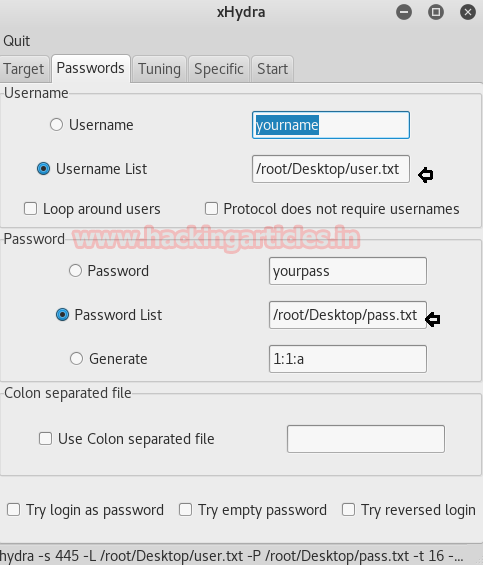 xHydra
Quit
Target Passwords Tuning Specific Start
Username
Username yourname
Username List /root/Desktop/user.txt
Loop around users Protocol does not require usernames
www.hackingarticles.in
Password
Password yourpass
Password List /root/Desktop/pass.txt
Generate 1:1:a
Colon separated file
Use Colon separated file
Try login as password Try empty password Try reversed login
hydra -s 445 -L /root/Desktop/user.txt -P /root/Desktop/pass.txt -t 16 -...